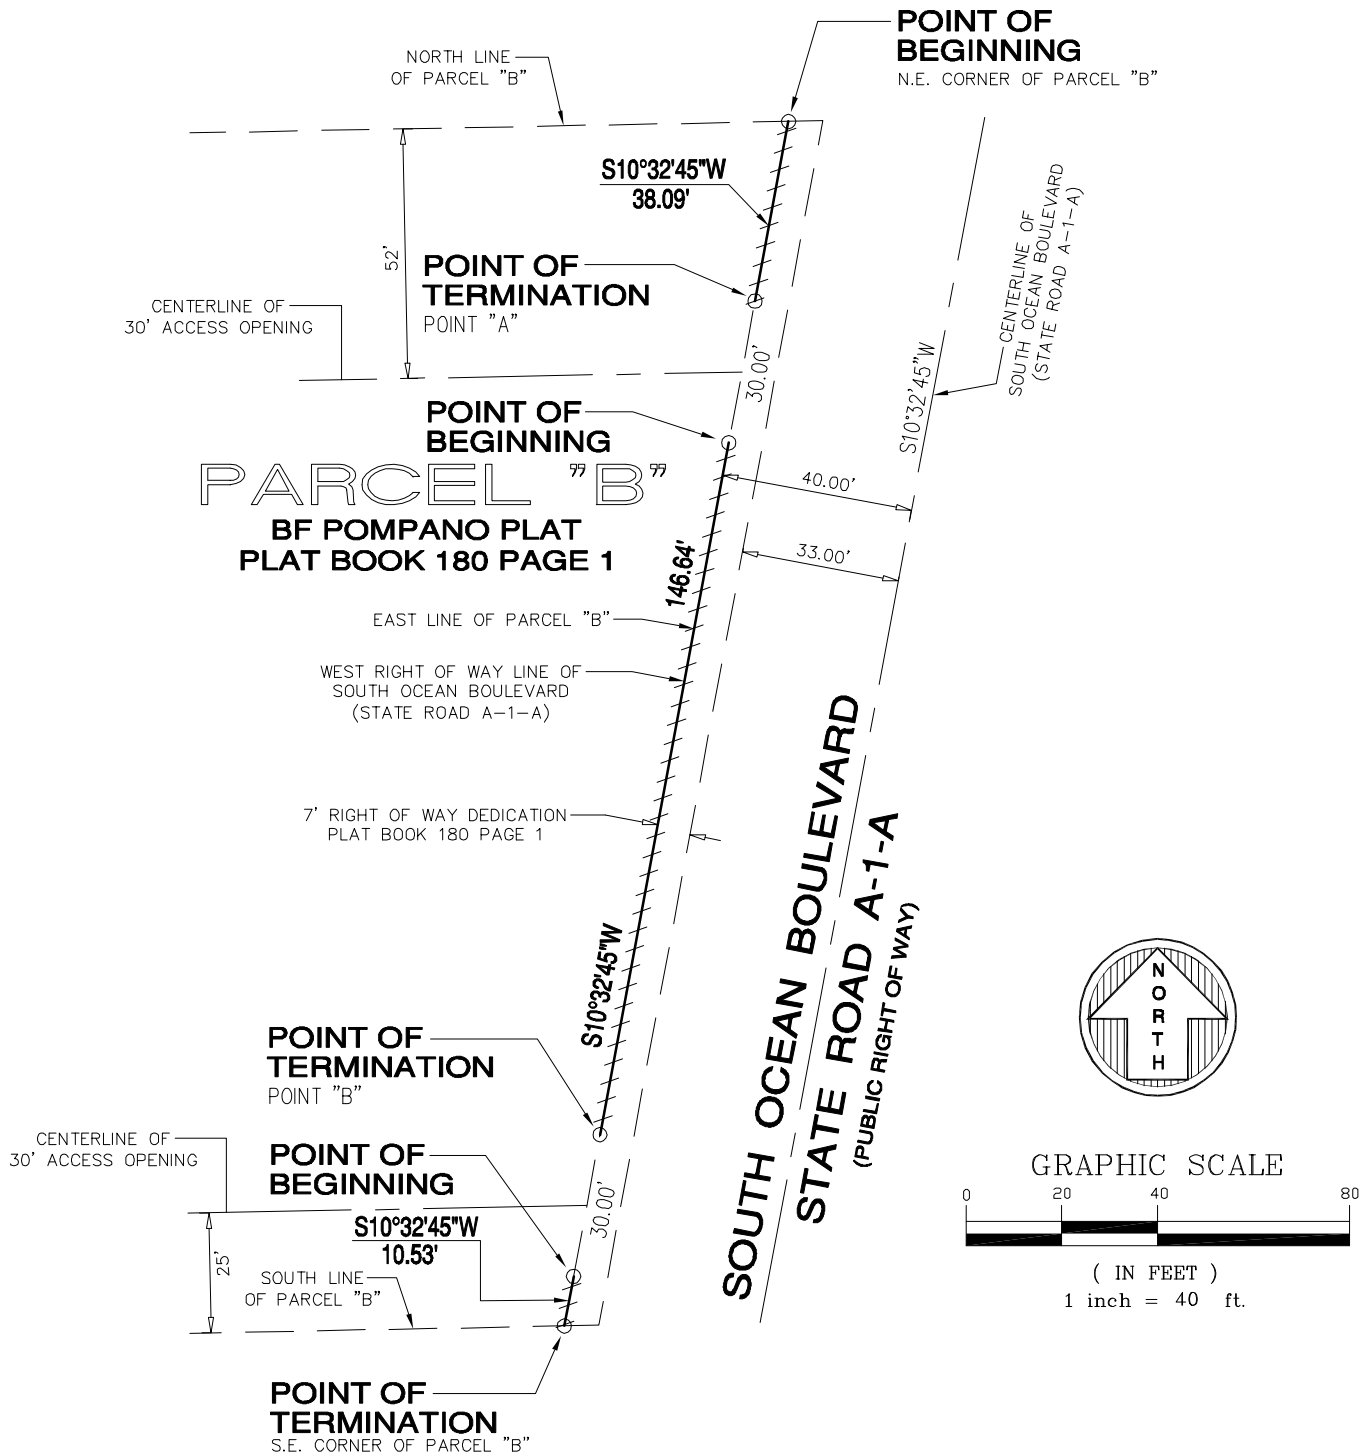 POINT OF
BEGINNING
N.E. CORNER OF PARCEL "B"
NORTH LINE
OF PARCEL "B"
S10°32'45"W
38.09'
CENTERLINE OF
SOUTH OCEAN BOULEVARD
(STATE ROAD A-1-A)
52'
POINT OF
TERMINATION
POINT "A"
CENTERLINE OF
30' ACCESS OPENING
30.00'
S10°32'45"W
POINT OF
BEGINNING
PARCEL "B"
BF POMPANO PLAT
PLAT BOOK 180 PAGE 1
40.00'
33.00'
146.64'
EAST LINE OF PARCEL "B"
WEST RIGHT OF WAY LINE OF
SOUTH OCEAN BOULEVARD
(STATE ROAD A-1-A)
7' RIGHT OF WAY DEDICATION
PLAT BOOK 180 PAGE 1
S10°32'45"W
SOUTH OCEAN BOULEVARD
STATE ROAD A-1-A
(PUBLIC RIGHT OF WAY)
NORTH
POINT OF
TERMINATION
POINT "B"
CENTERLINE OF
30' ACCESS OPENING
POINT OF
BEGINNING
30.00'
S10°32'45"W
10.53'
25'
SOUTH LINE
OF PARCEL "B"
GRAPHIC SCALE
0 20 40 80
( IN FEET )
1 inch = 40 ft.
POINT OF
TERMINATION
S.E. CORNER OF PARCEL "B"